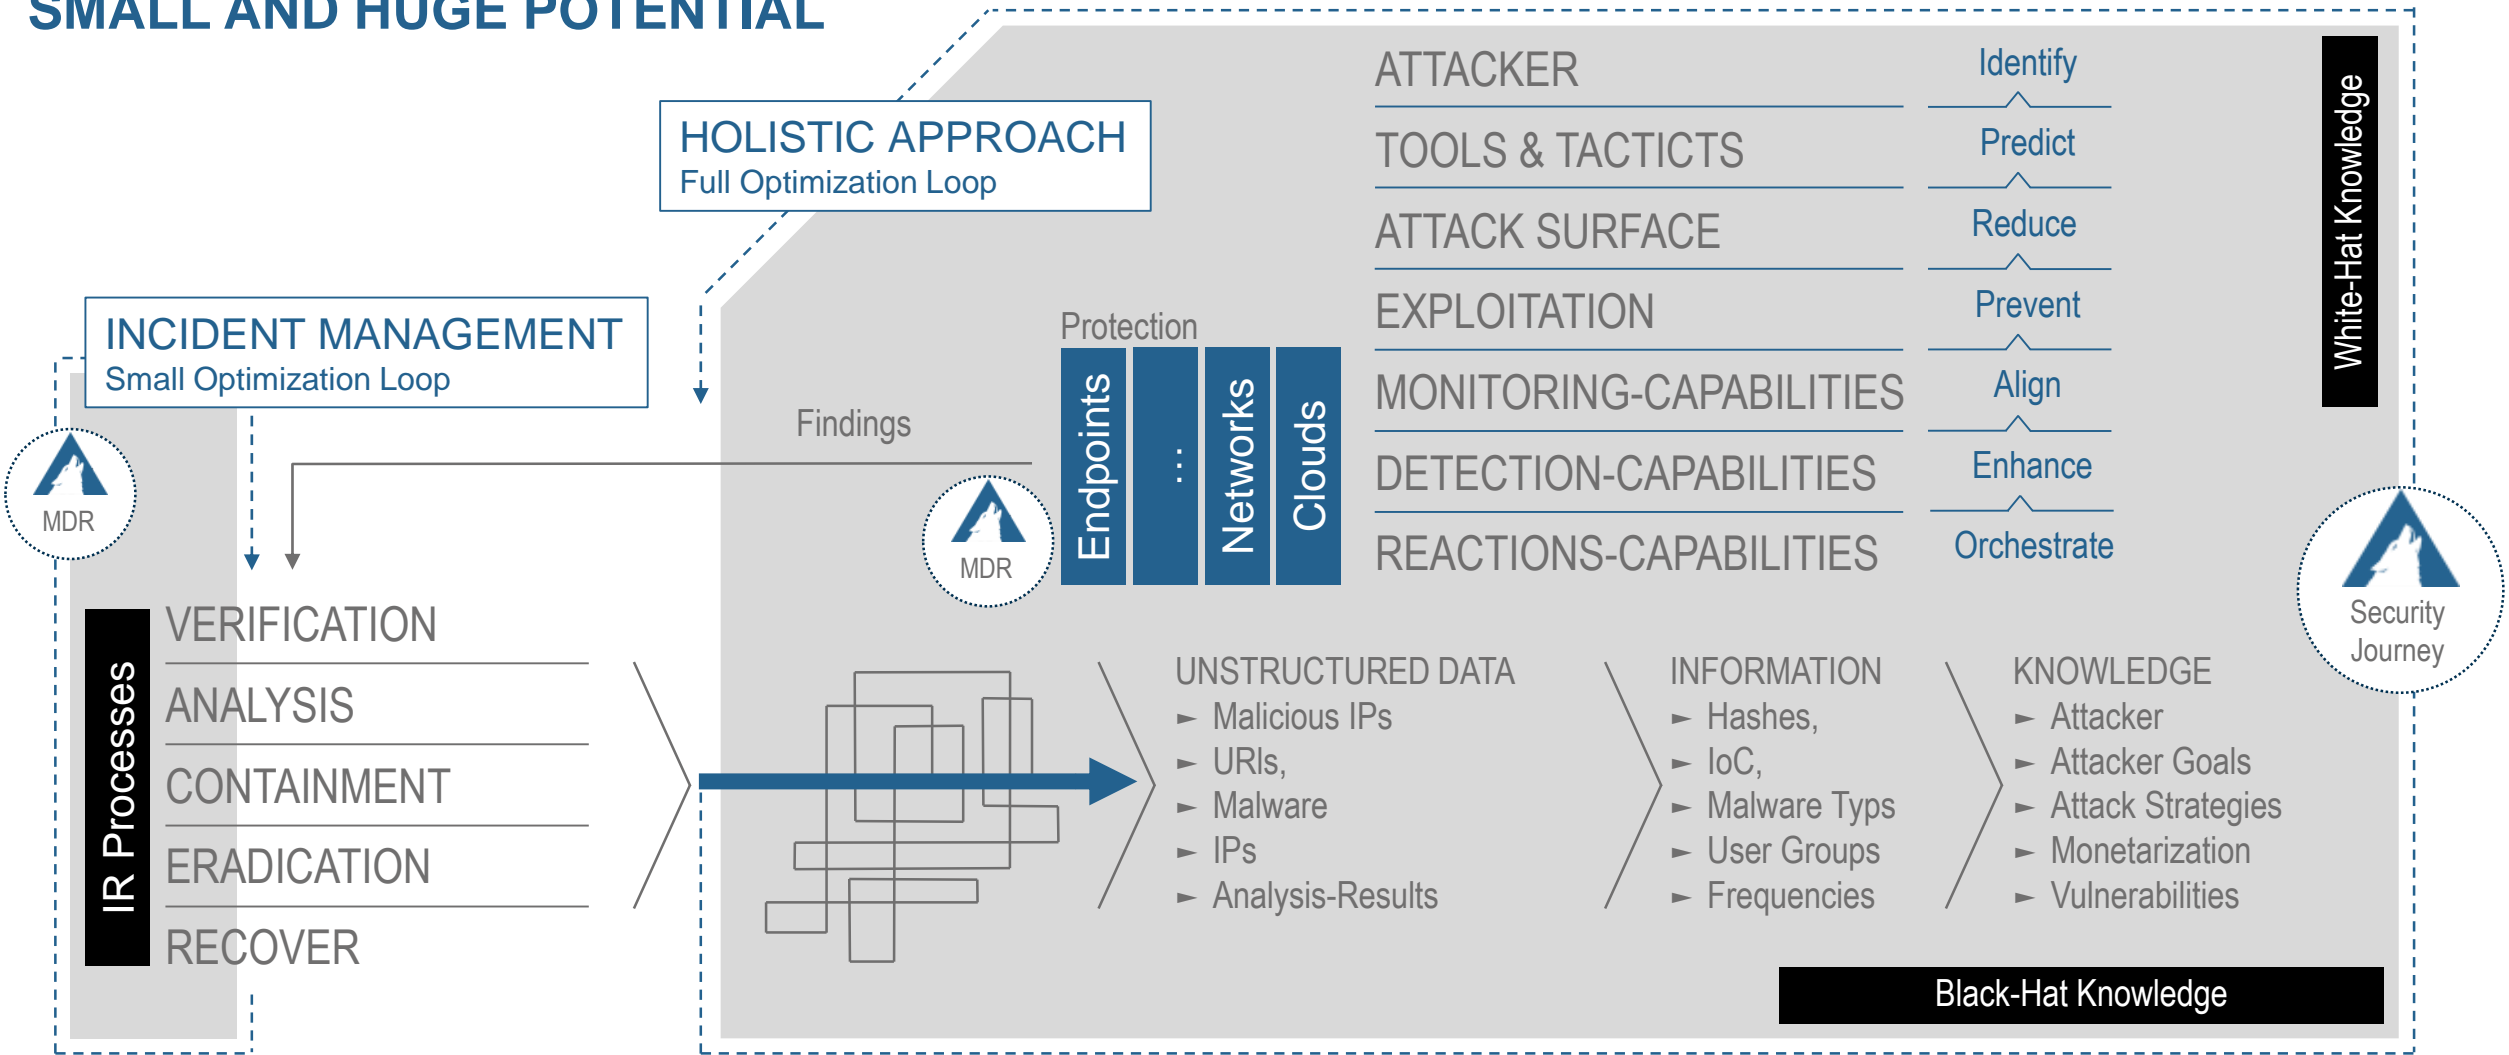 SMALL AND HUGE POTENTIAL
HOLISTIC APPROACH
Full Optimization Loop
INCIDENT MANAGEMENT
Small Optimization Loop
MDR
Findings
MDR
Protection
Endpoints
...
Networks
Clouds
ATTACKER
Identify
TOOLS & TACTICTS
Predict
ATTACK SURFACE
Reduce
EXPLOITATION
Prevent
MONITORING-CAPABILITIES
Align
DETECTION-CAPABILITIES
Enhance
REACTIONS-CAPABILITIES
Orchestrate
White-Hat Knowledge
Security
Journey
IR Processes
VERIFICATION
ANALYSIS
CONTAINMENT
ERADICATION
RECOVER
UNSTRUCTURED DATA
► Malicious IPs
► URIs,
► Malware
► IPs
► Analysis-Results
INFORMATION
► Hashes,
► IoC,
► Malware Typs
► User Groups
► Frequencies
KNOWLEDGE
► Attacker
► Attacker Goals
► Attack Strategies
► Monetarization
► Vulnerabilities
Black-Hat Knowledge